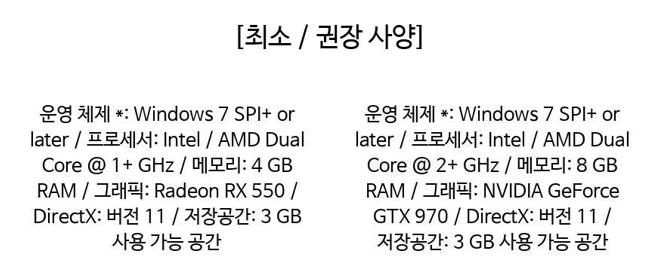 [최소 / 권장 사양]
운영 체제 *: Windows 7 SPI+ or
later / 프로세서: Intel / AMD Dual
Core @ 1+ GHz / 메모리: 4 GB
RAM / 그래픽: Radeon RX 550 /
DirectX: 버전 11 / 저장공간: 3 GB
사용 가능 공간
운영 체제 *: Windows 7 SPI+ or
later / 프로세서: Intel / AMD Dual
Core @ 2+ GHz / 메모리: 8 GB
RAM / 그래픽: NVIDIA GeForce
GTX 970 / DirectX: 버전 11 /
저장공간: 3 GB 사용 가능 공간